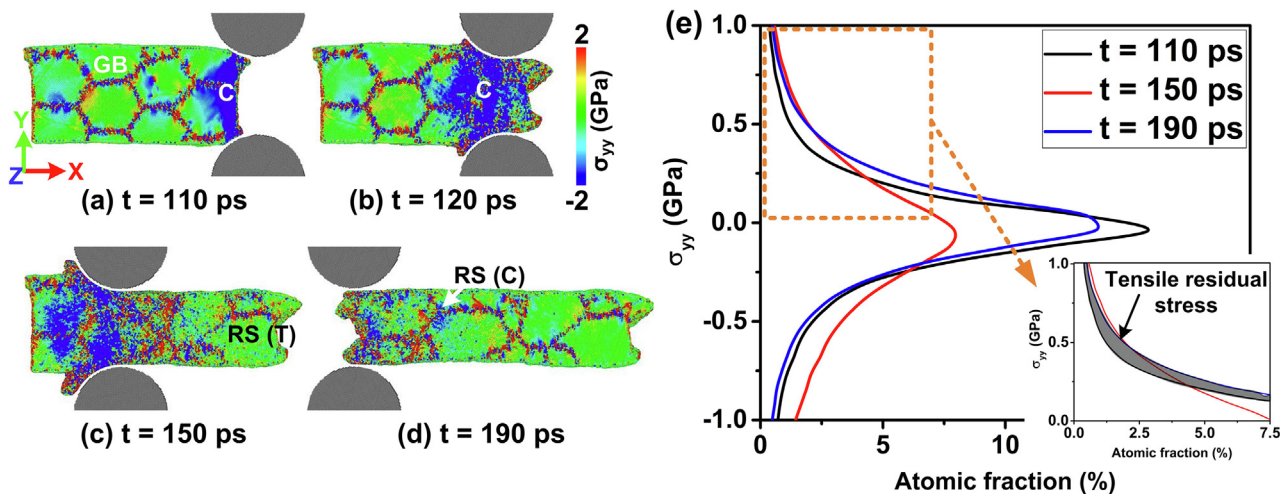 GB
C
Y
Z
X
(a) t = 110 ps
C
(b) t = 120 ps
2
σyy (GPa)
-2
RS (T)
(c) t = 150 ps
RS (C)
(d) t = 190 ps
(e)
1.0
0.5
0.0
-0.5
-1.0
σyy (GPa)
0
5
10
Atomic fraction (%)
t = 110 ps
t = 150 ps
t = 190 ps
Tensile residual
stress
1.0
0.5
0.0
σyy (GPa)
0.0
2.5
5.0
7.5
Atomic fraction (%)